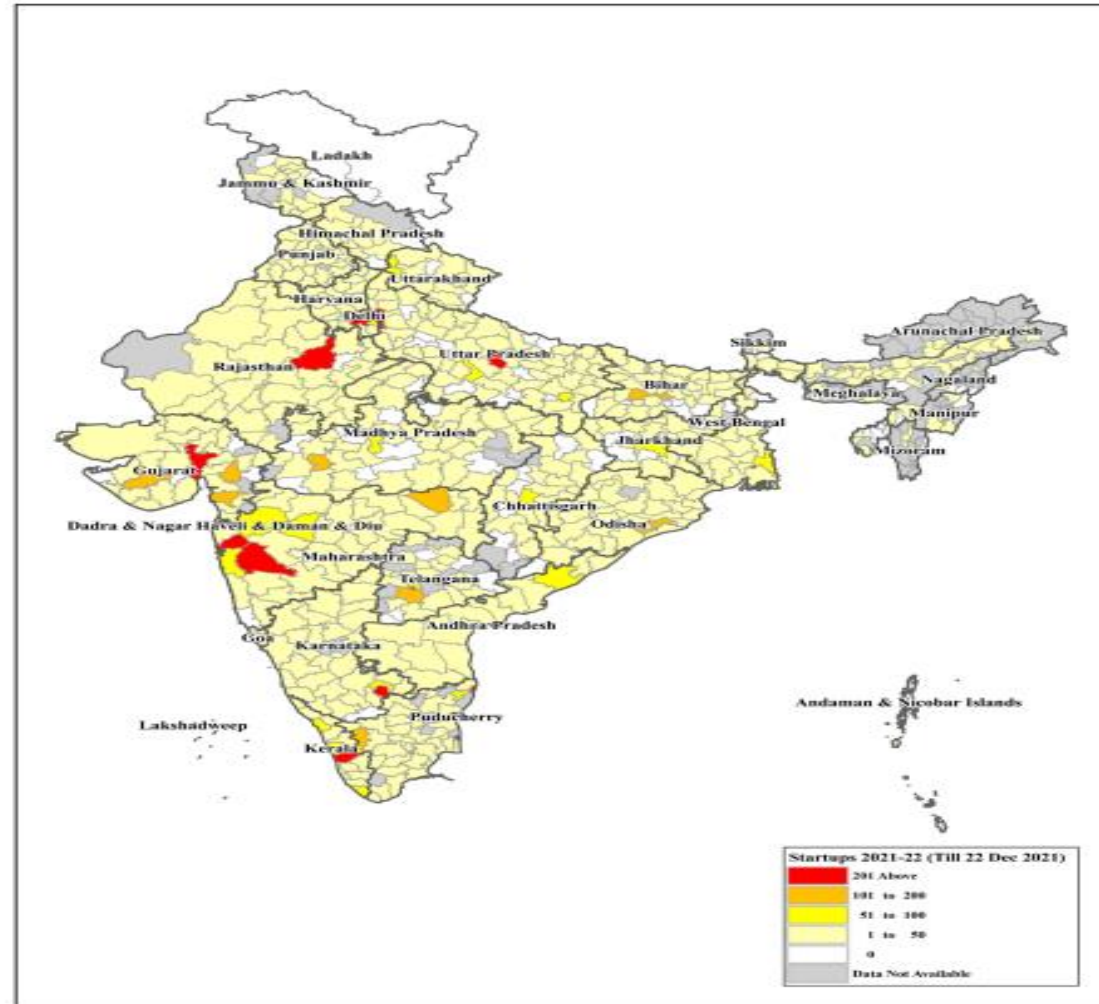 Ladakh
Jammu & Kashmir
Himachal Pradesh
Punjab
Uttarakhand
Haryana
Delhi
Arunachal Pradesh
Sikkim
Uttar Pradesh
Rajasthan
Bihar
Nagaland
Meghalaya
Manipur
West Bengal
Madhya Pradesh
Jharkhand
Mizoram
Gujarat
Chhattisgarh
Dadra & Nagar Haveli & Daman & Diu
Odisha
Maharashtra
Telangana
Andhra Pradesh
Goa
Karnataka
Andaman & Nicobar Islands
Puducherry
Lakshadweep
Kerala
Startups 2021-22 (Till 22 Dec 2021)
201 Above
101 to 200
51 to 100
1 to 50
0
Data Not Available